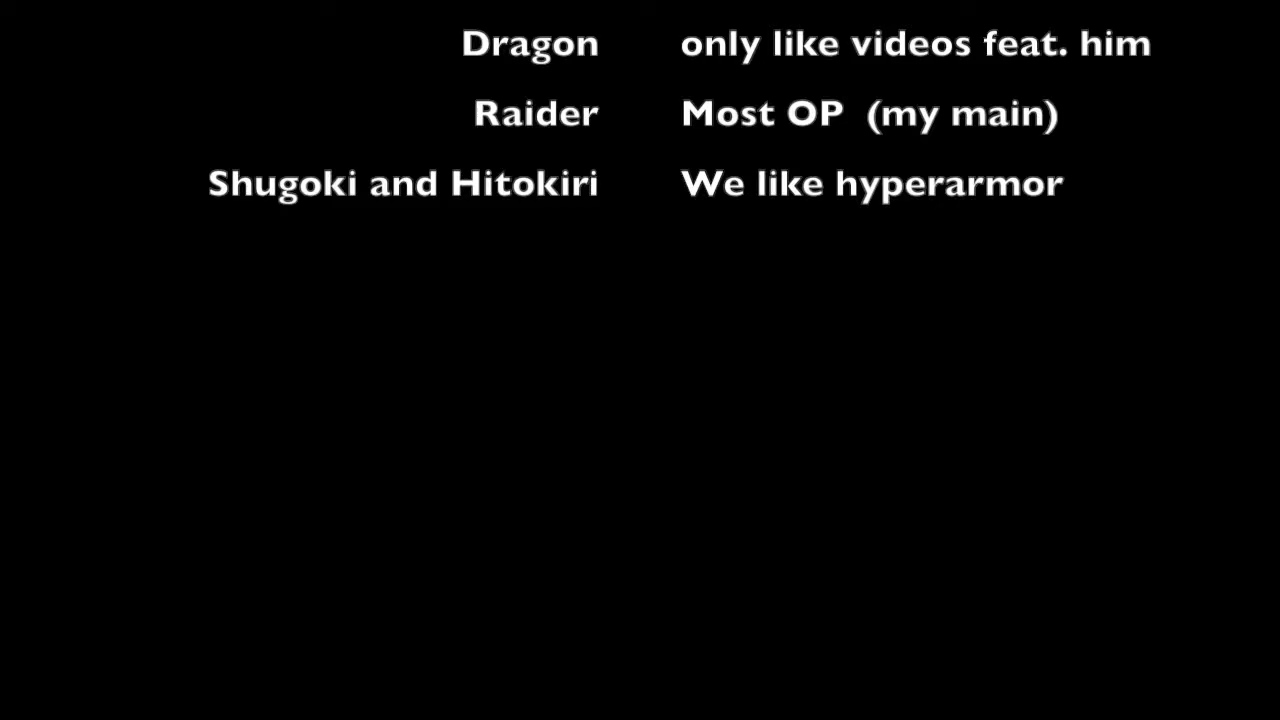 Dragon only like videos feat. him
Raider Most OP (my main)
Shugoki and Hitokiri We like hyperarmor